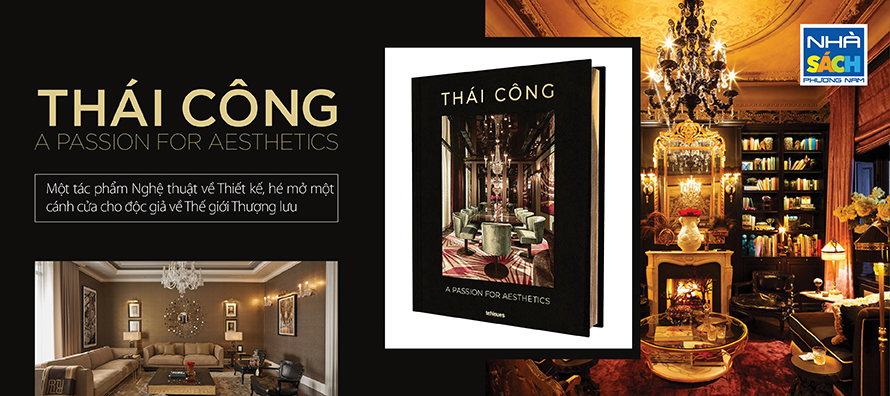 THÁI CÔNG
A PASSION FOR AESTHETICS
Một tác phẩm Nghệ thuật về Thiết kế, hé mở một
cánh cửa cho độc giả về Thế giới Thượng lưu
THÁI CÔNG
A PASSION FOR AESTHETICS
teNeues
NHÀ
SÁCH
PHƯƠNG NAM